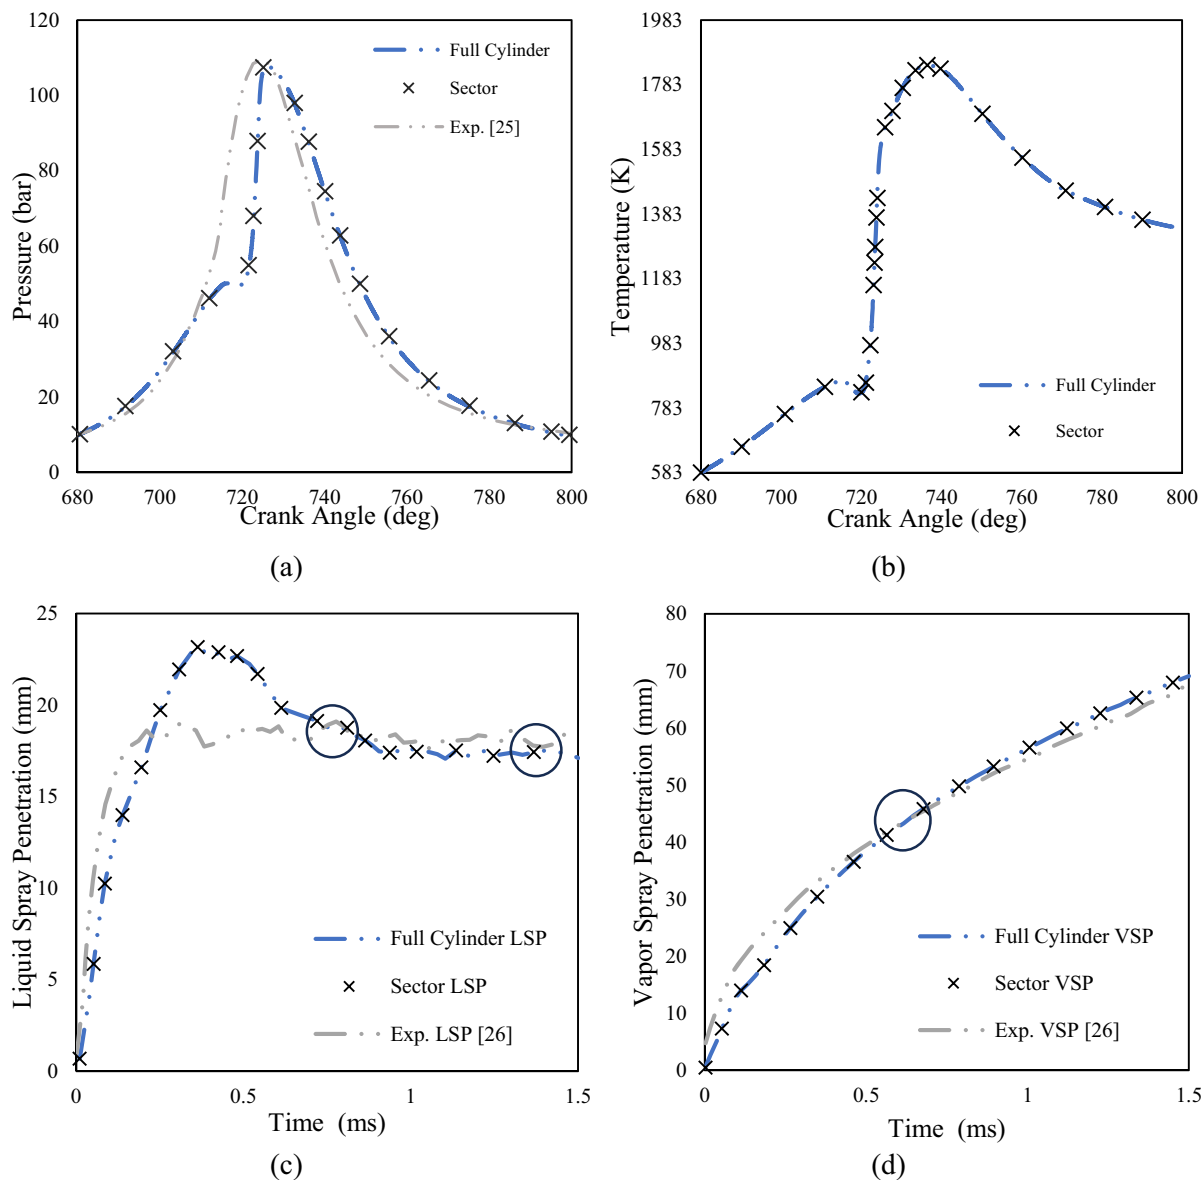 120
100
80
60
40
20
0
Pressure (bar)
Full Cylinder
Sector
Exp. [25]
680 700 720 740 760 780 800
Crank Angle (deg)
(a)
1983
1783
1583
1383
1183
983
783
583
Temperature (K)
Full Cylinder
Sector
680 700 720 740 760 780 800
Crank Angle (deg)
(b)
25
20
15
10
5
0
Liquid Spray Penetration (mm)
Full Cylinder LSP
Sector LSP
Exp. LSP [26]
0 0.5 1 1.5
Time (ms)
(c)
80
70
60
50
40
30
20
10
0
Vapor Spray Penetration (mm)
Full Cylinder VSP
Sector VSP
Exp. VSP [26]
0 0.5 1 1.5
Time (ms)
(d)